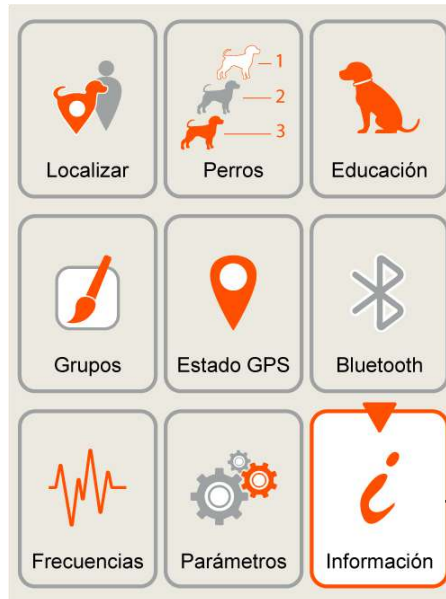 1
2
3
Localizar
Perros
Educación
Grupos
Estado GPS
Bluetooth
Frecuencias
Parámetros
Información